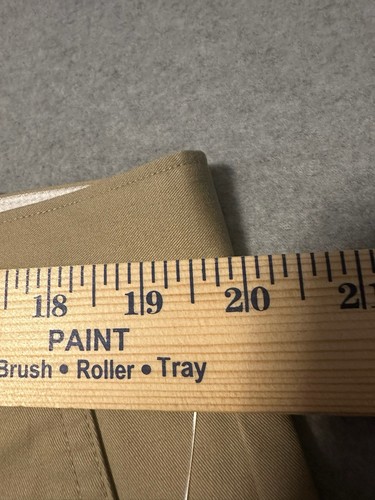 18 19 20 21
PAINT
Brush • Roller • Tray